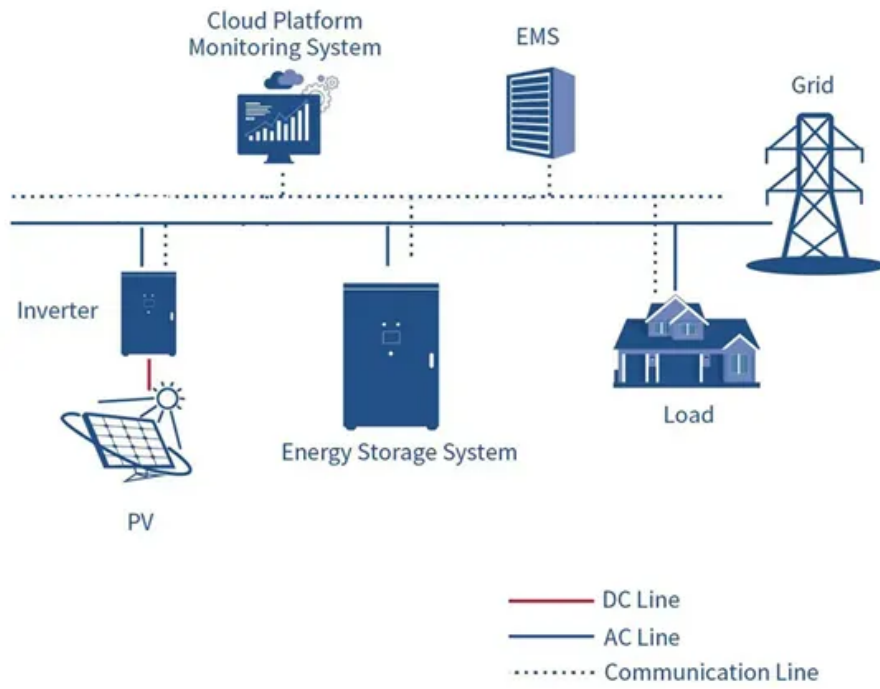 Cloud Platform
Monitoring System
EMS
Grid
Inverter
Load
Energy Storage System
PV
DC Line
AC Line
Communication Line